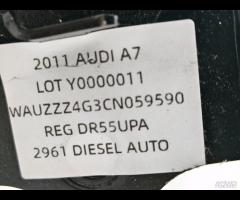 2011 AUDI A7
LOT Y0000011
WAUZZZ4G3CN059590
REG DR55UPA
2961 DIESEL AUTO